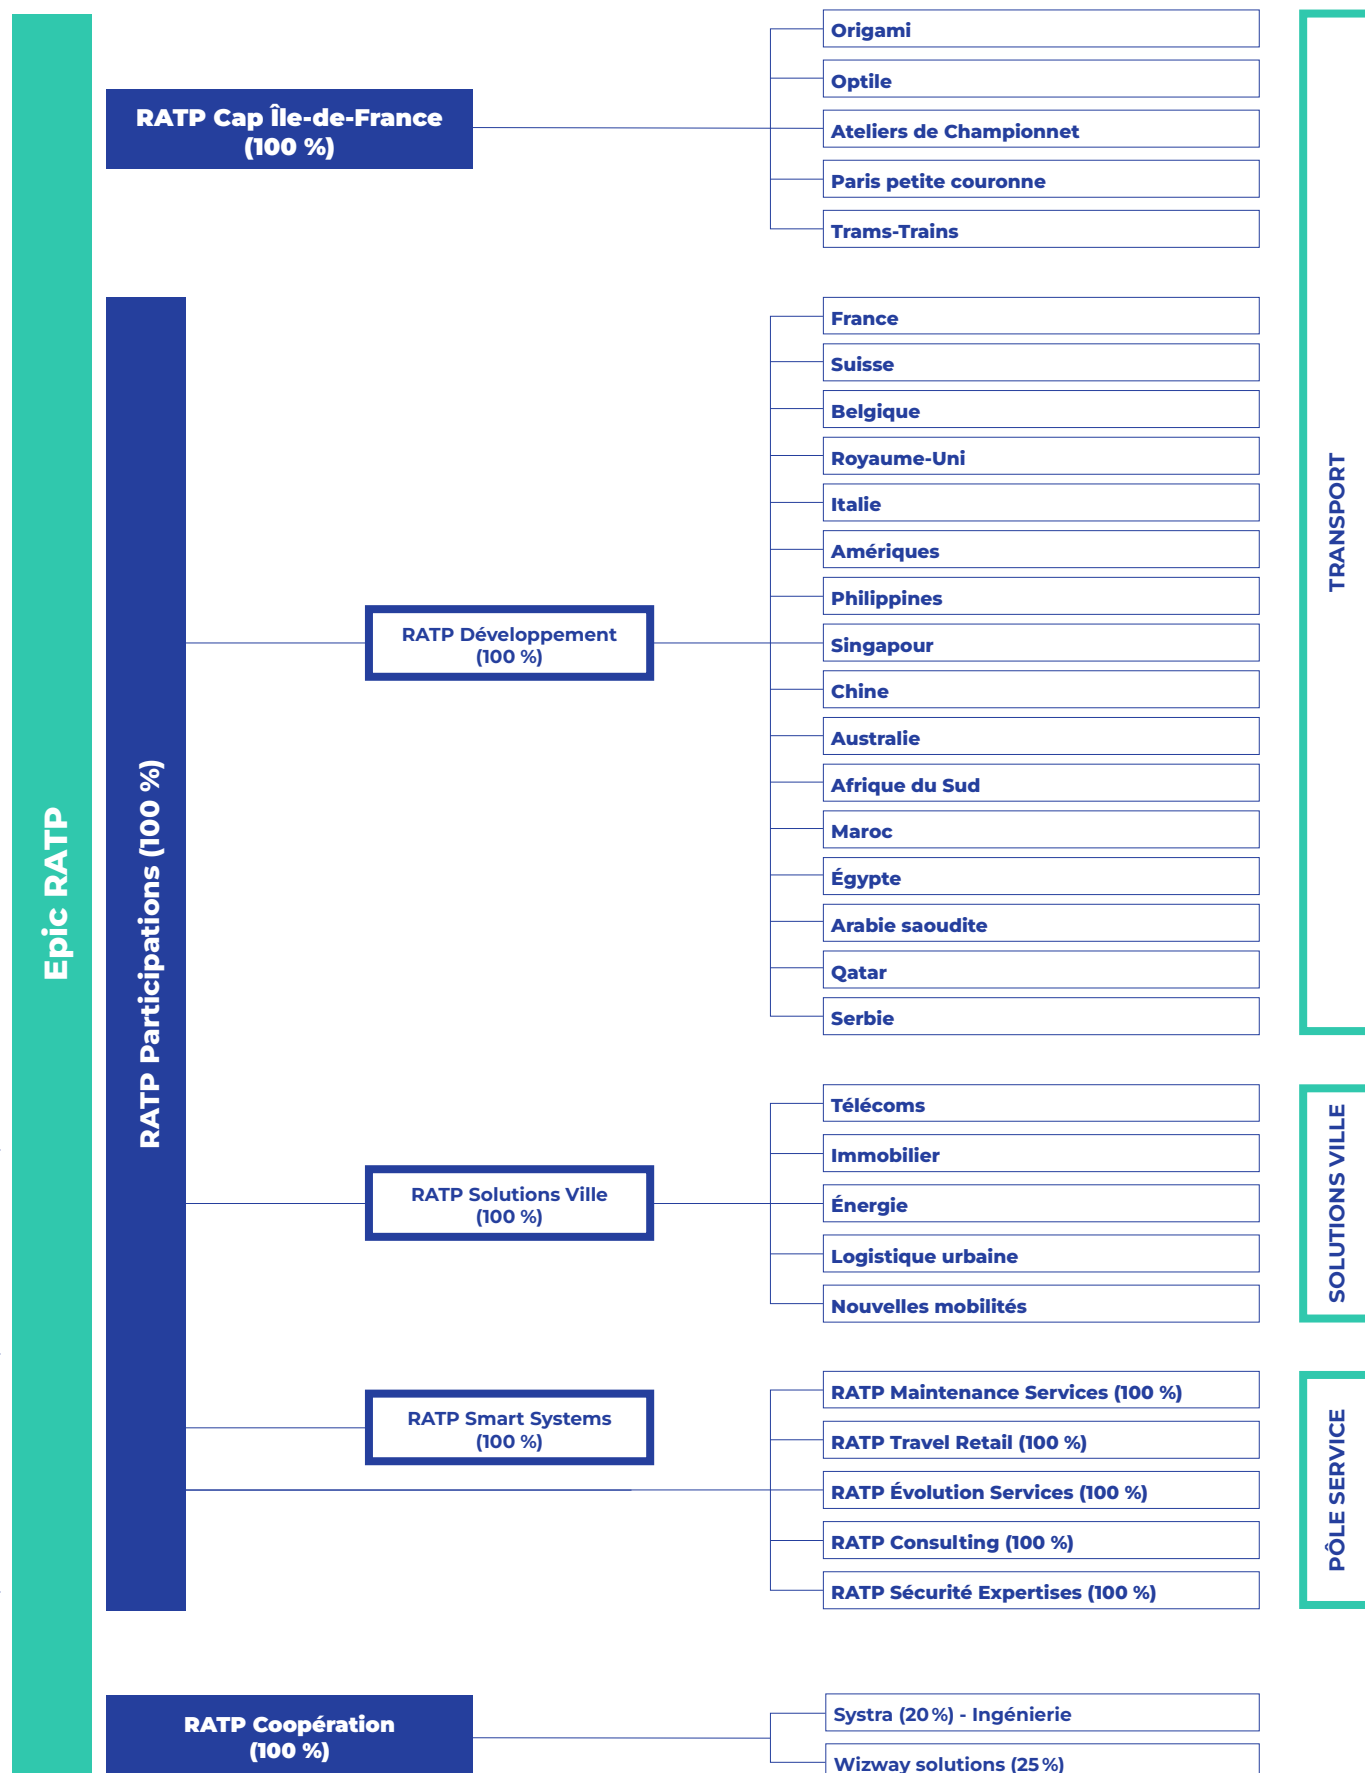 Epic RATP
RATP Cap Île-de-France
(100 %)
Origami
Optile
Ateliers de Championnet
Paris petite couronne
Trams-Trains
RATP Participations (100 %)
RATP Développement
(100 %)
France
Suisse
Belgique
Royaume-Uni
Italie
Amériques
Philippines
Singapour
Chine
Australie
Afrique du Sud
Maroc
Égypte
Arabie saoudite
Qatar
Serbie
TRANSPORT
RATP Solutions Ville
(100 %)
Télécoms
Immobilier
Énergie
Logistique urbaine
Nouvelles mobilités
SOLUTIONS VILLE
RATP Smart Systems
(100 %)
RATP Maintenance Services (100 %)
RATP Travel Retail (100 %)
RATP Évolution Services (100 %)
RATP Consulting (100 %)
RATP Sécurité Expertises (100 %)
PÔLE SERVICE
RATP Coopération
(100 %)
Systra (20 %) - Ingénierie
Wizway solutions (25 %)